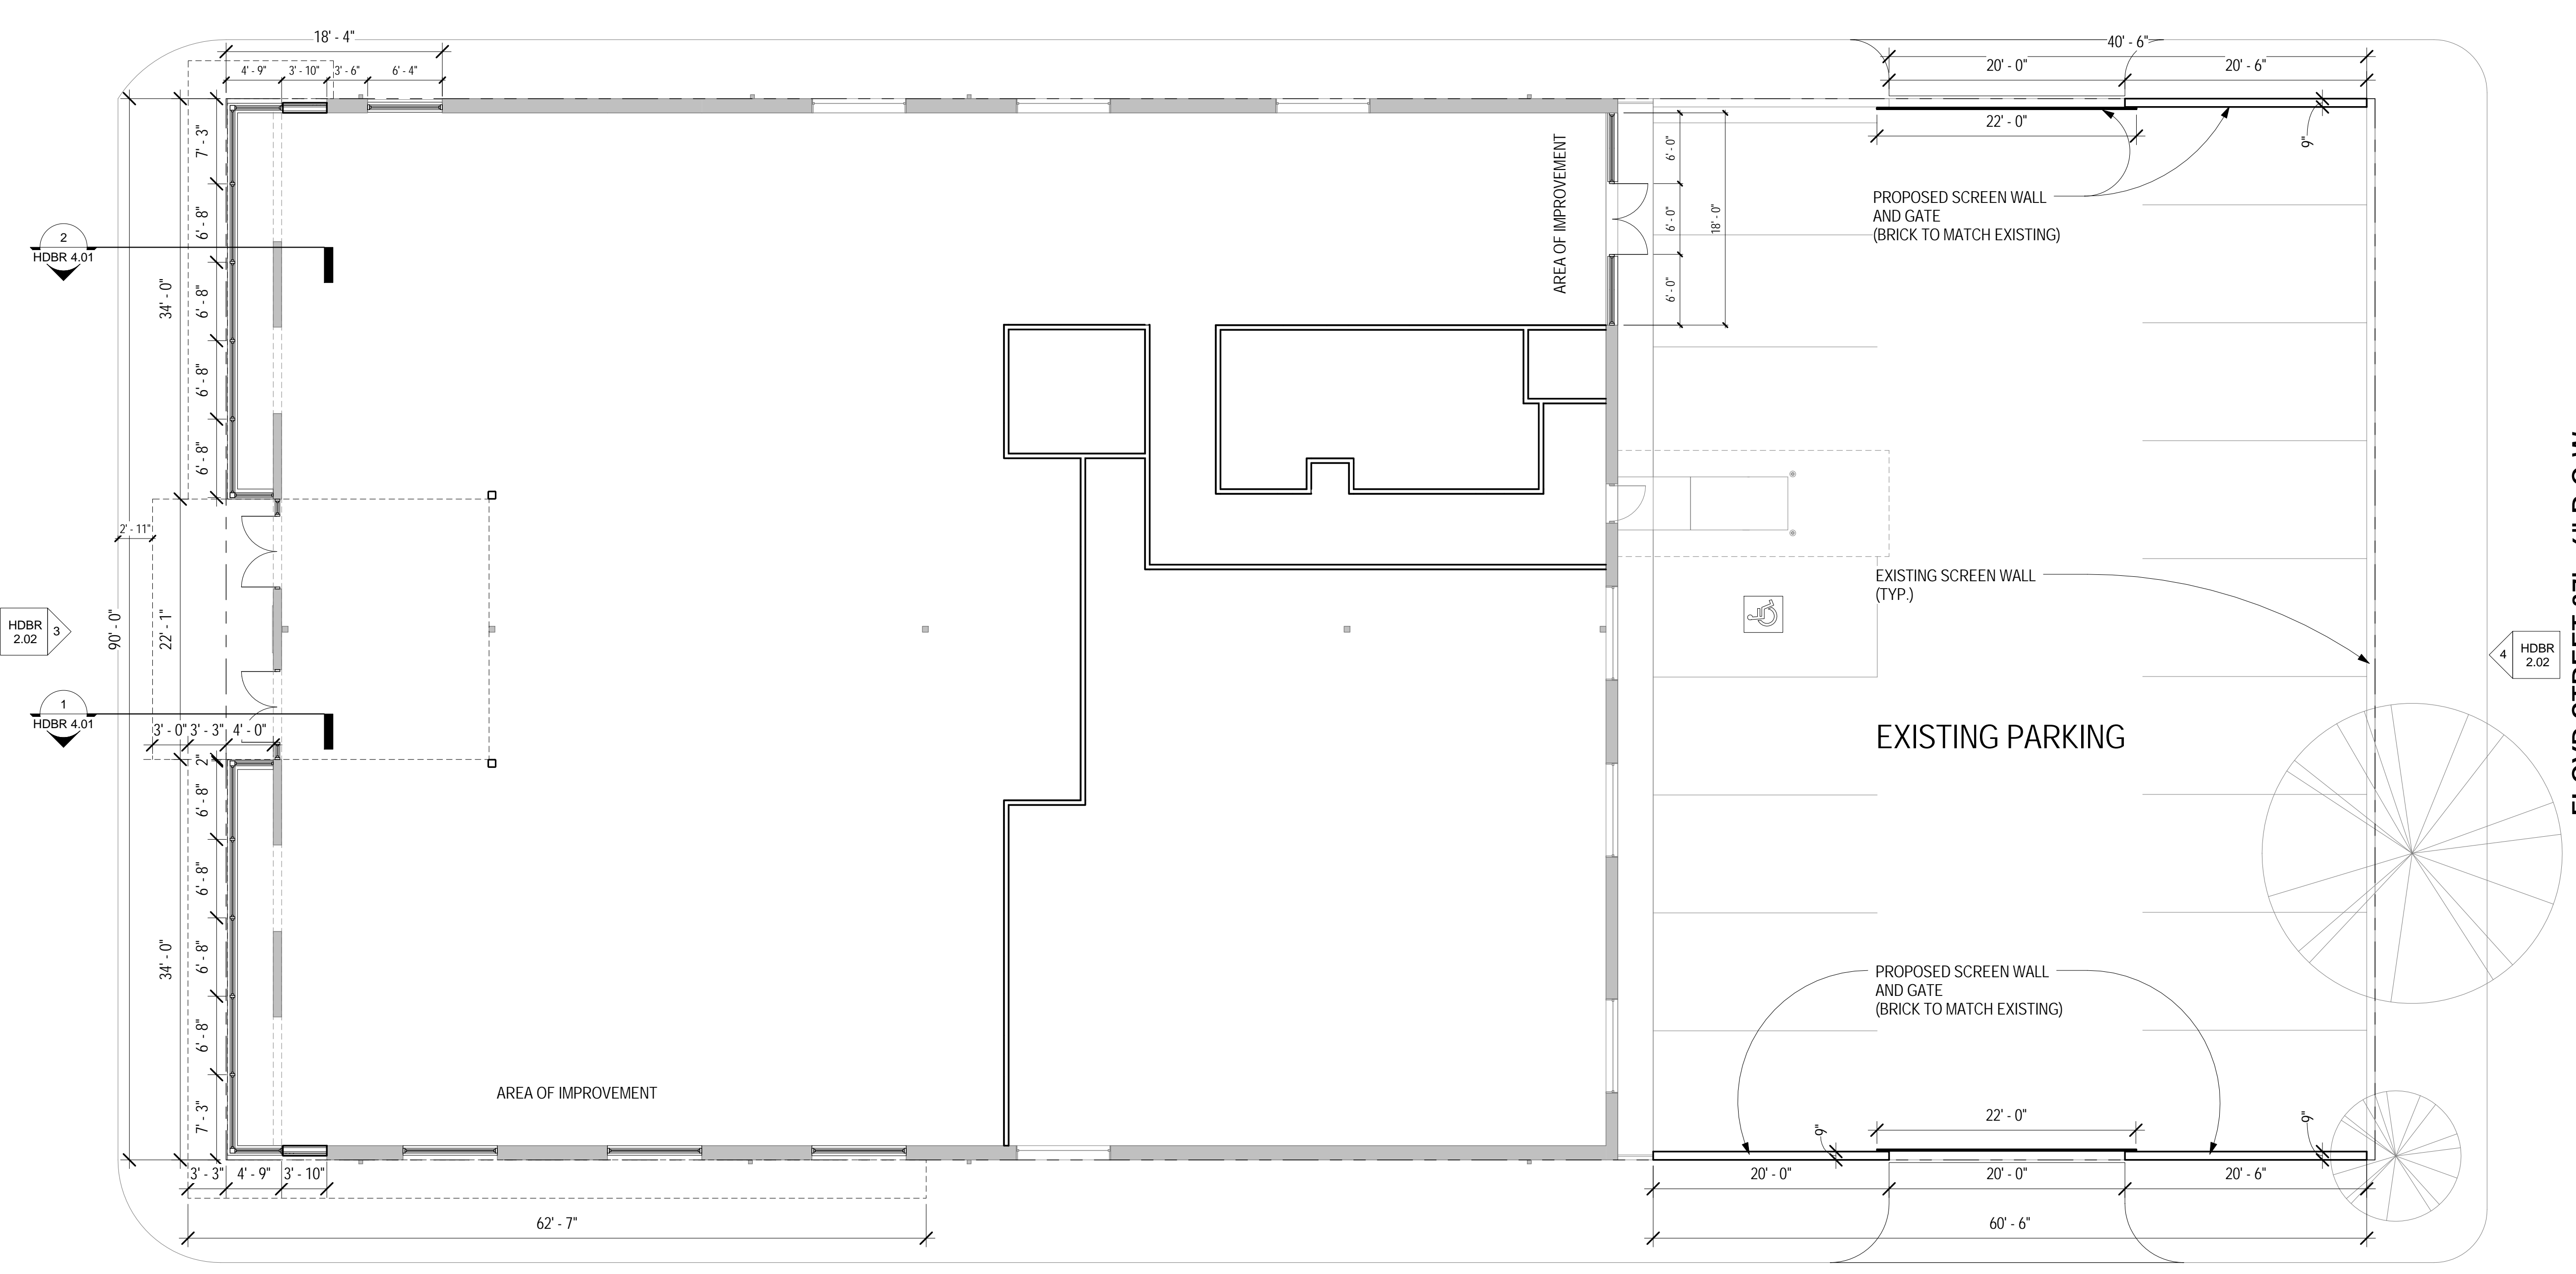 18' - 4"
4' - 9"
3' - 10"
3' - 6"
6' - 4"
40' - 6"
20' - 0"
20' - 6"
22' - 0"
9"
PROPOSED SCREEN WALL
AND GATE
(BRICK TO MATCH EXISTING)
AREA OF IMPROVEMENT
6' - 0"
6' - 0"
6' - 0"
18' - 0"
7' - 3"
6' - 8"
6' - 8"
6' - 8"
6' - 8"
34' - 0"
2
HDBR 4.01
2' - 11"
90' - 0"
22' - 1"
HDBR
2.02
3
1
HDBR 4.01
3' - 0"
3' - 3"
4' - 0"
2"
6' - 8"
6' - 8"
6' - 8"
6' - 8"
7' - 3"
34' - 0"
EXISTING SCREEN WALL
(TYP.)
4
HDBR
2.02
EXISTING PARKING
PROPOSED SCREEN WALL
AND GATE
(BRICK TO MATCH EXISTING)
AREA OF IMPROVEMENT
3' - 3"
4' - 9"
3' - 10"
62' - 7"
22' - 0"
9"
9"
20' - 0"
20' - 0"
20' - 6"
60' - 6"